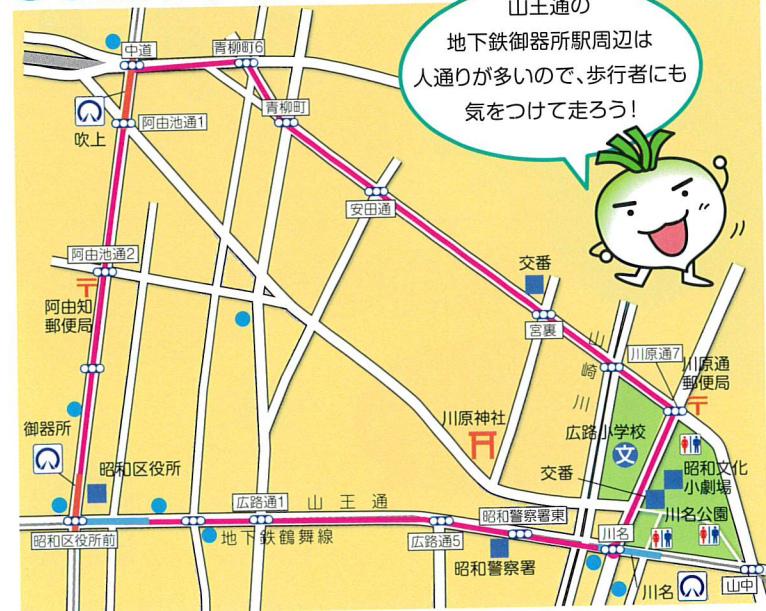 山王通の
地下鉄御器所駅周辺は
人通りが多いので、歩行者にも
気をつけて走ろう!
中道
青柳町6
吹上
阿由池通1
青柳町
安田通
阿由池通2
阿由知
郵便局
交番
宮裏
山崎川
川原通7
川原通
郵便局
御器所
昭和区役所
川原神社
広路小学校
文
交番
昭和文化
小劇場
川名公園
広路通1
山王通
昭和警察署東
川名
昭和区役所前
地下鉄鶴舞線
広路通5
昭和警察署
川名
山中